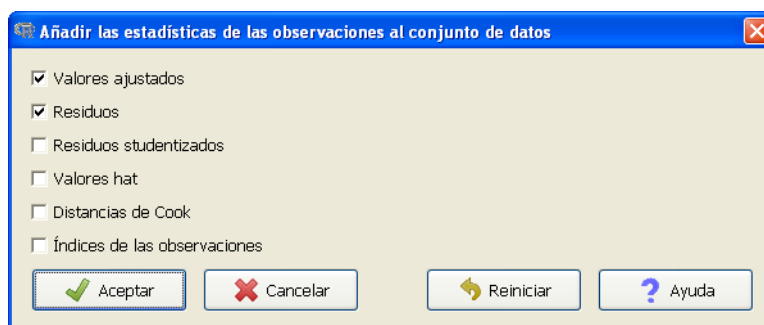 Añadir las estadísticas de las observaciones al conjunto de datos
Valores ajustados
Residuos
Residuos studentizados
Valores hat
Distancias de Cook
Índices de las observaciones
Aceptar Cancelar Reiniciar Ayuda